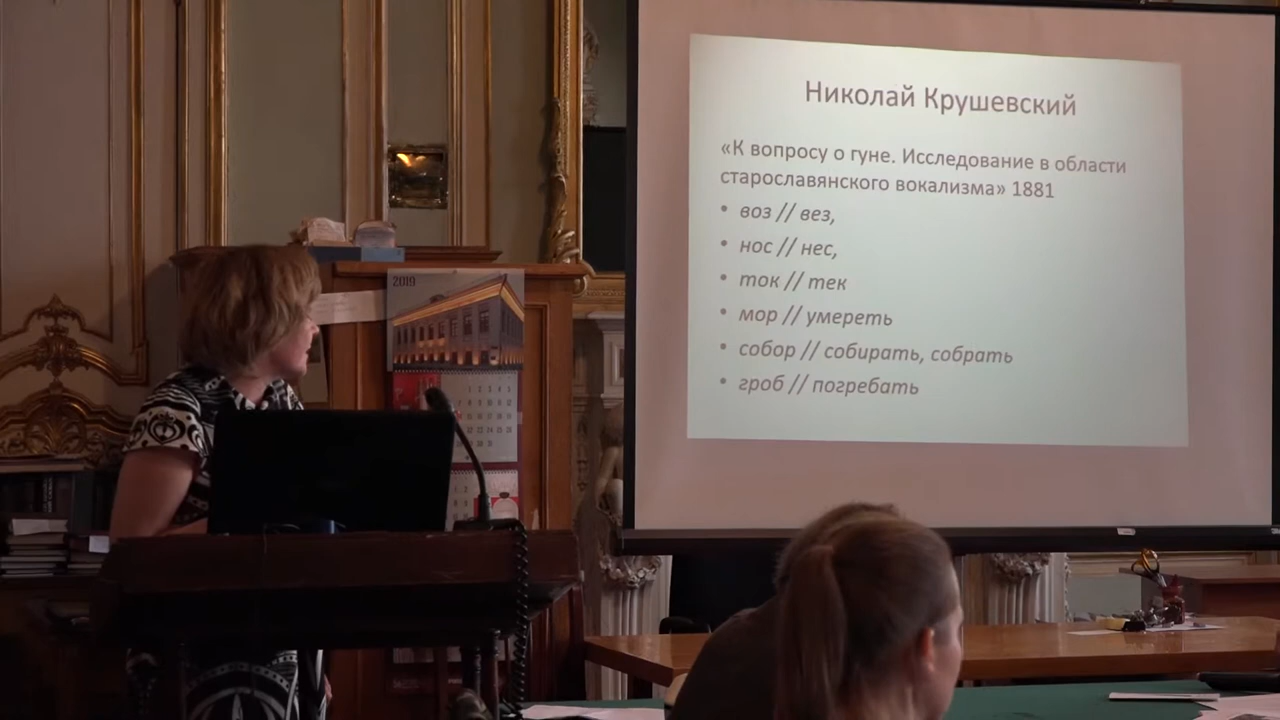 Николай Крушевский
«К вопросу о гуне. Исследование в области
старославянского вокализма» 1881
• воз // вез,
• нос // нес,
• ток // тек
• мор // умереть
• собор // собирать, собрать
• гроб // погребать
2019